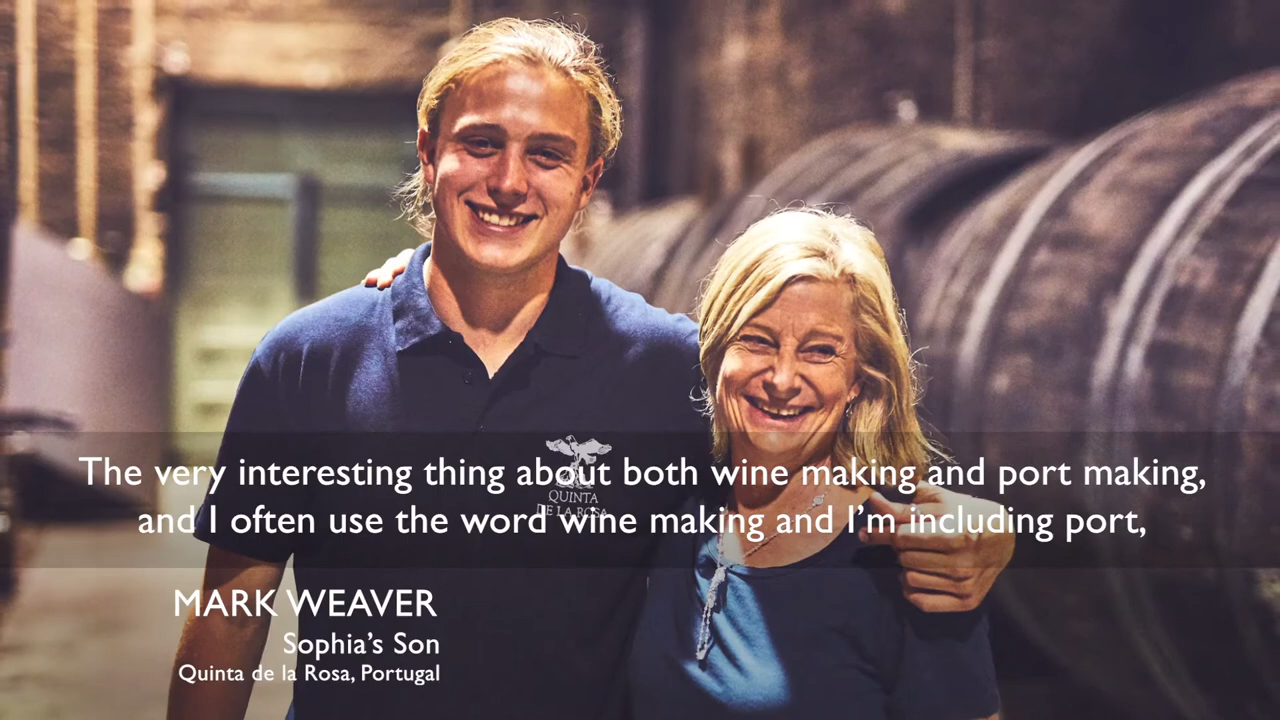 The very interesting thing about both wine making and port making,
and I often use the word wine making and I’m including port,
QUINTA
DE LA ROSA
MARK WEAVER
Sophia’s Son
Quinta de la Rosa, Portugal